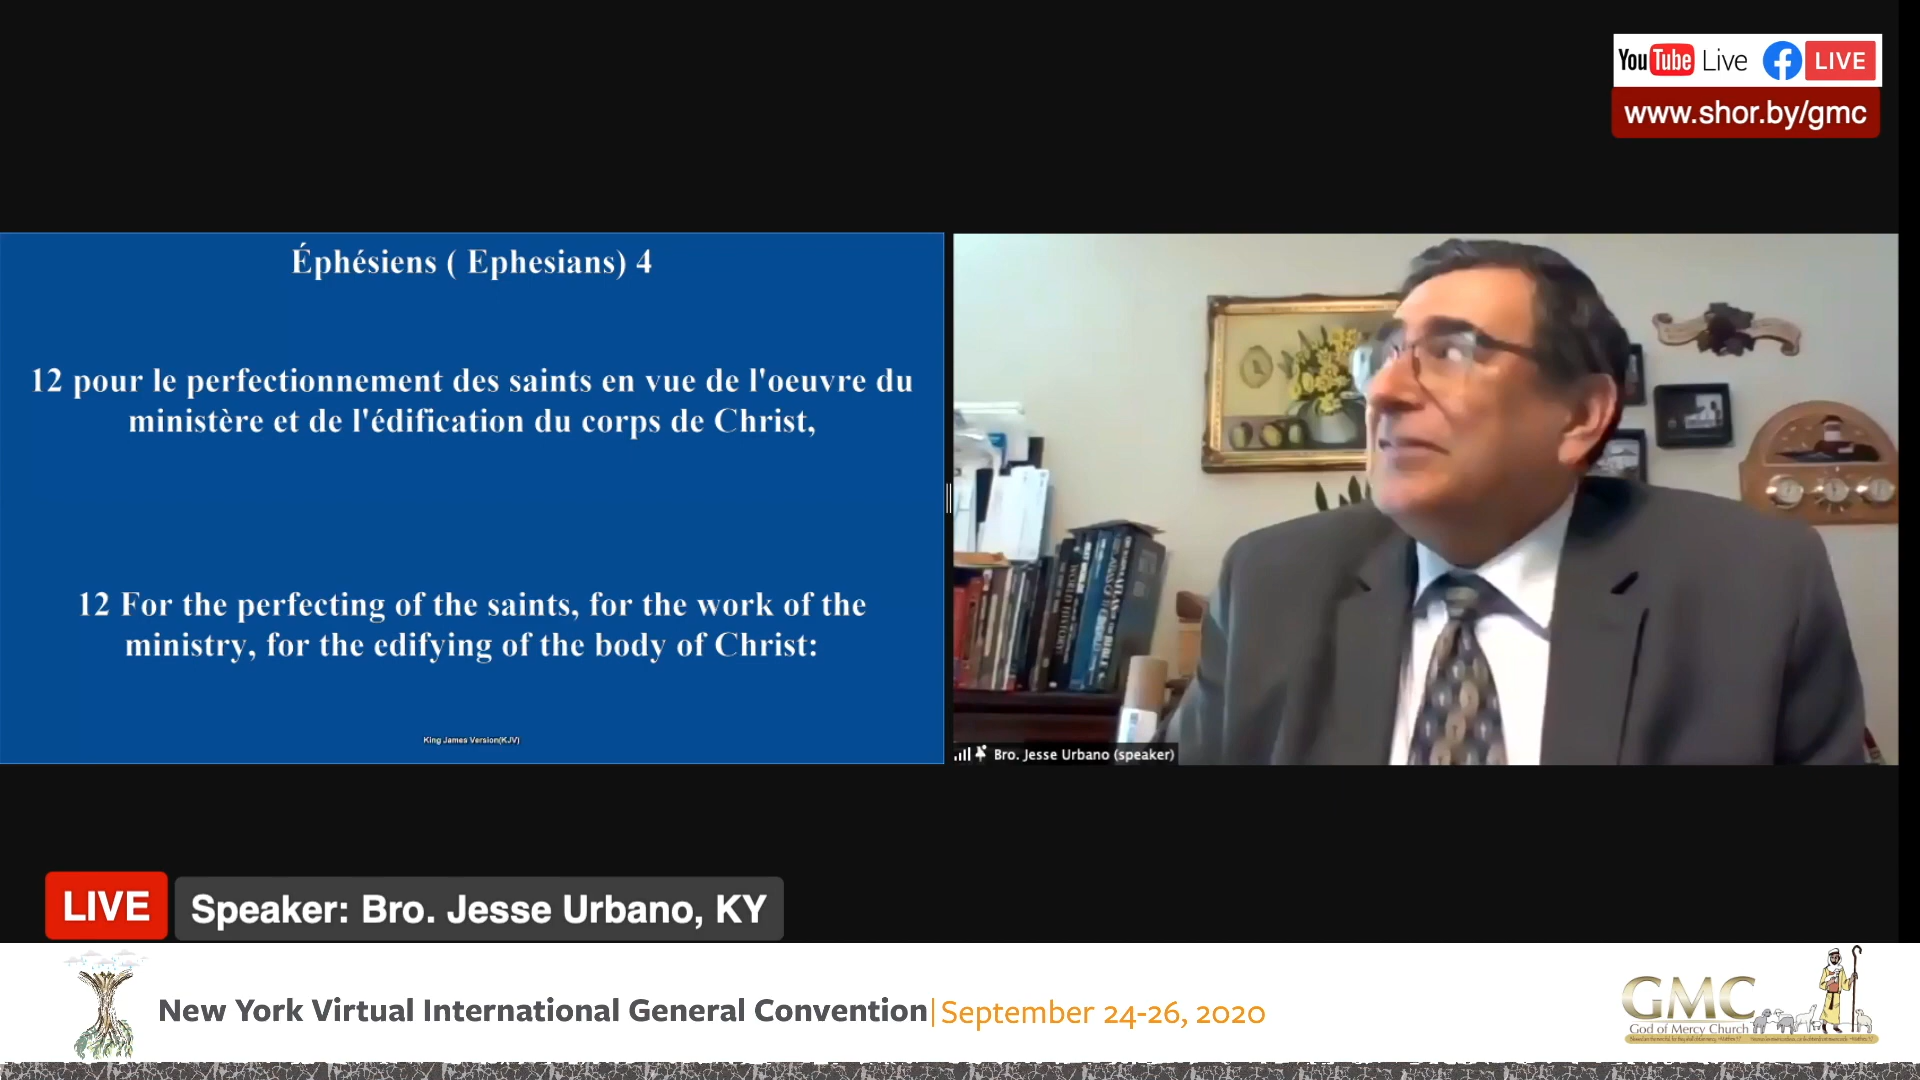 YouTube Live f LIVE
www.shor.by/gmc
Éphésiens ( Ephesians) 4
12 pour le perfectionnement des saints en vue de l'oeuvre du
ministère et de l'édification du corps de Christ,
12 For the perfecting of the saints, for the work of the
ministry, for the edifying of the body of Christ:
King James Version(KJV)
WORLD HISTORY
BIBLE
Bro. Jesse Urbano (speaker)
LIVE
Speaker: Bro. Jesse Urbano, KY
New York Virtual International General Convention| September 24-26, 2020
GMC
God of Mercy Church